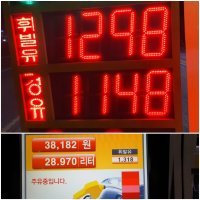 휘발유 1298
경유 1148
38,182 원
28.970 리터
휘발유
1,318
주유중입니다.